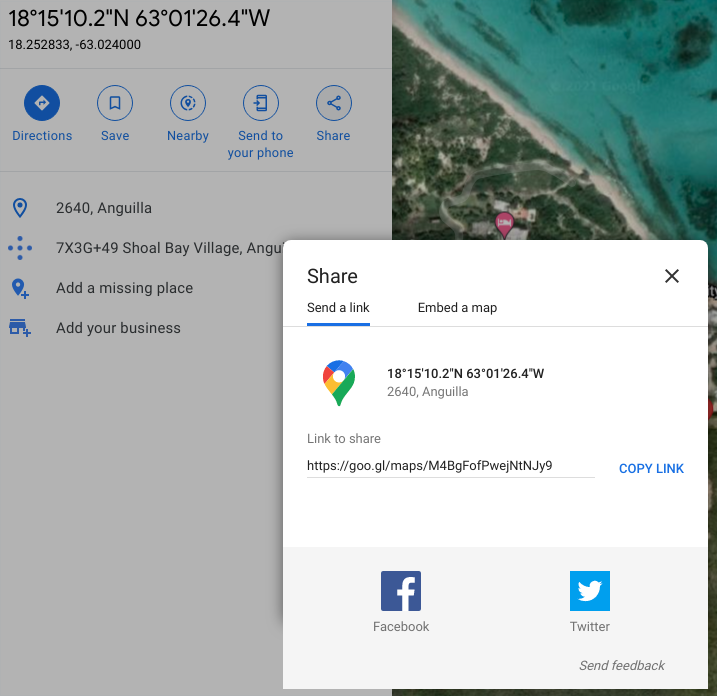 18°15'10.2"N 63°01'26.4"W
18.252833, -63.024000
Directions
Save
Nearby
Send to
your phone
Share
2640, Anguilla
7X3G+49 Shoal Bay Village, Angu
Add a missing place
Add your business
Share
Send a link
Embed a map
18°15'10.2"N 63°01'26.4"W
2640, Anguilla
Link to share
https://goo.gl/maps/M4BgFofPwejNtNJy9
COPY LINK
Facebook
Twitter
Send feedback